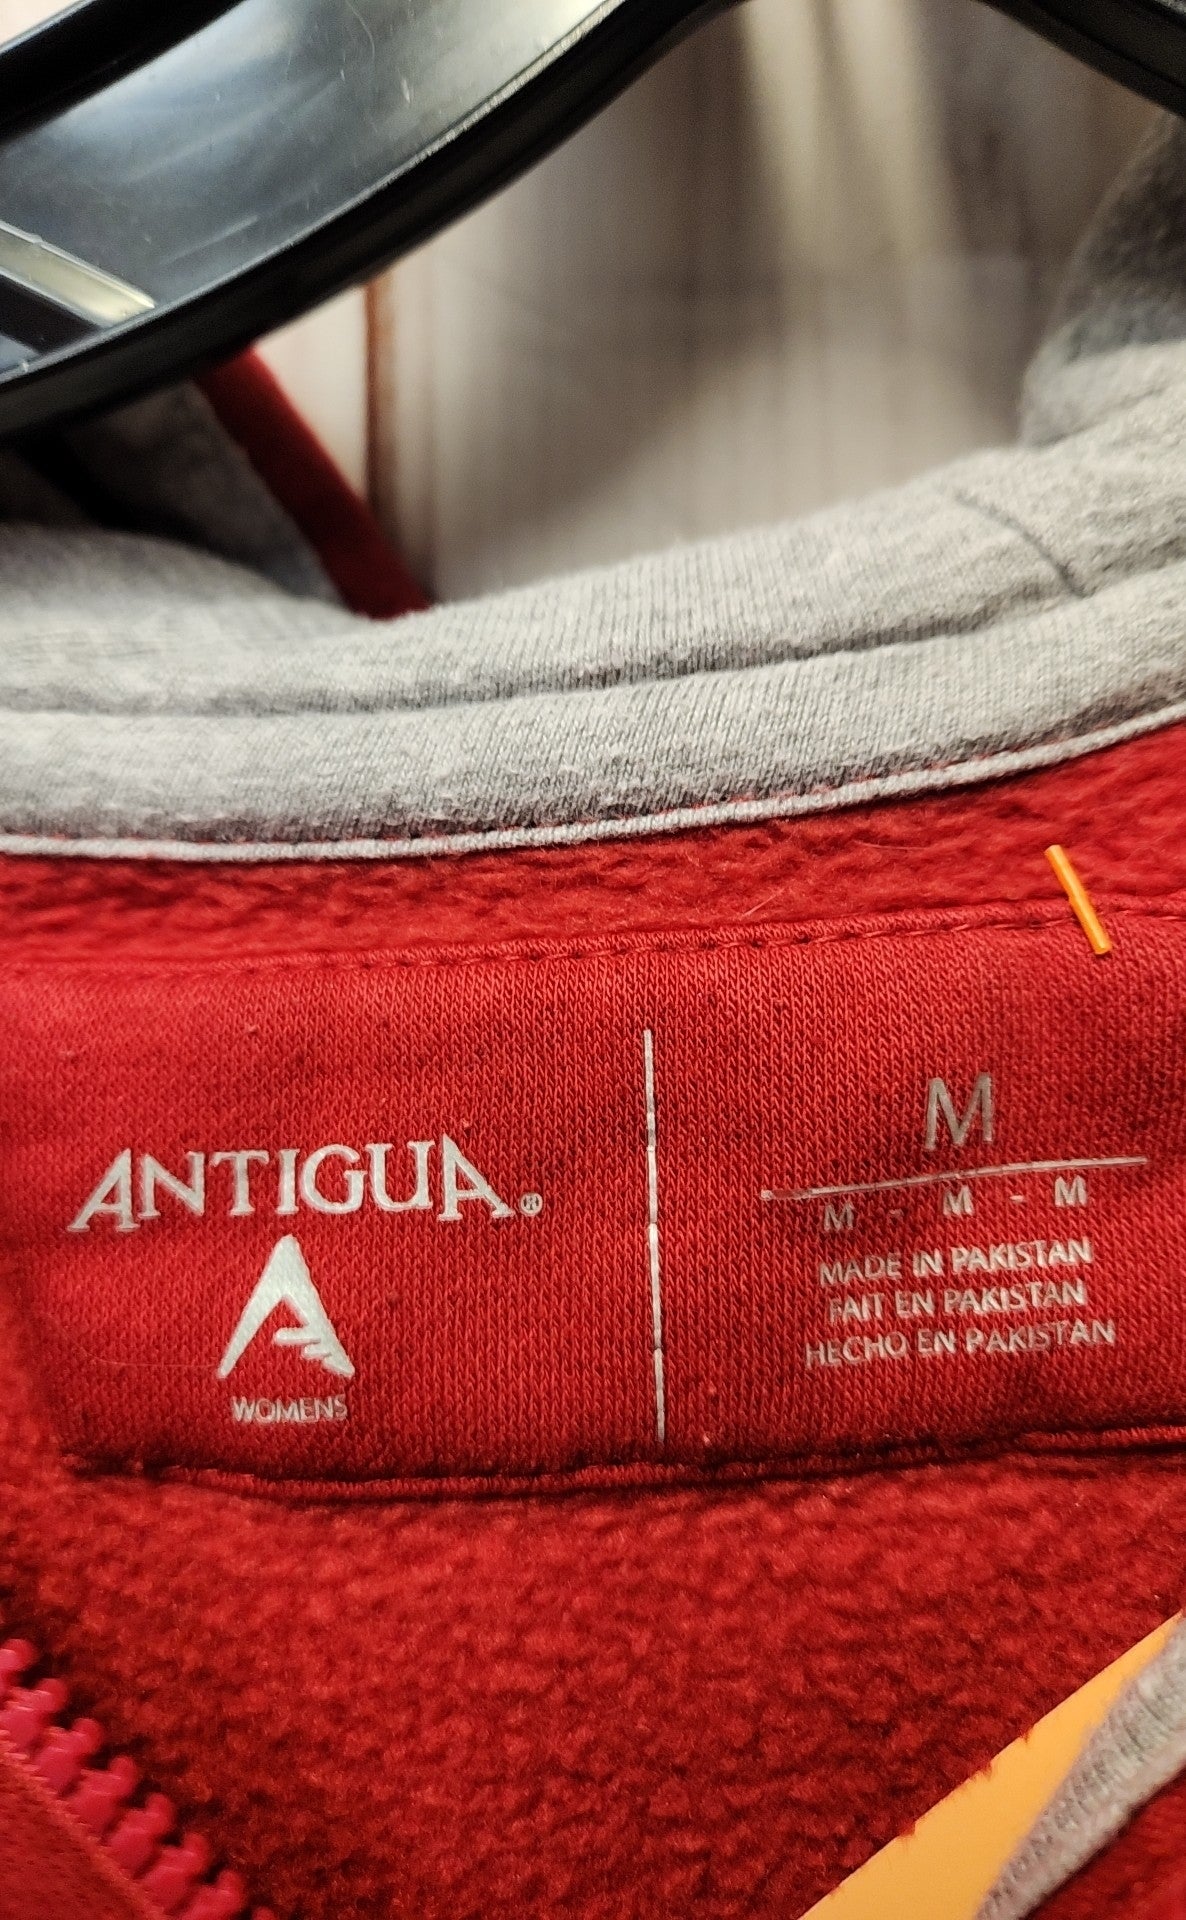 ANTIGUA®
WOMENS
M
M - M - M
MADE IN PAKISTAN
FAIT EN PAKISTAN
HECHO EN PAKISTAN